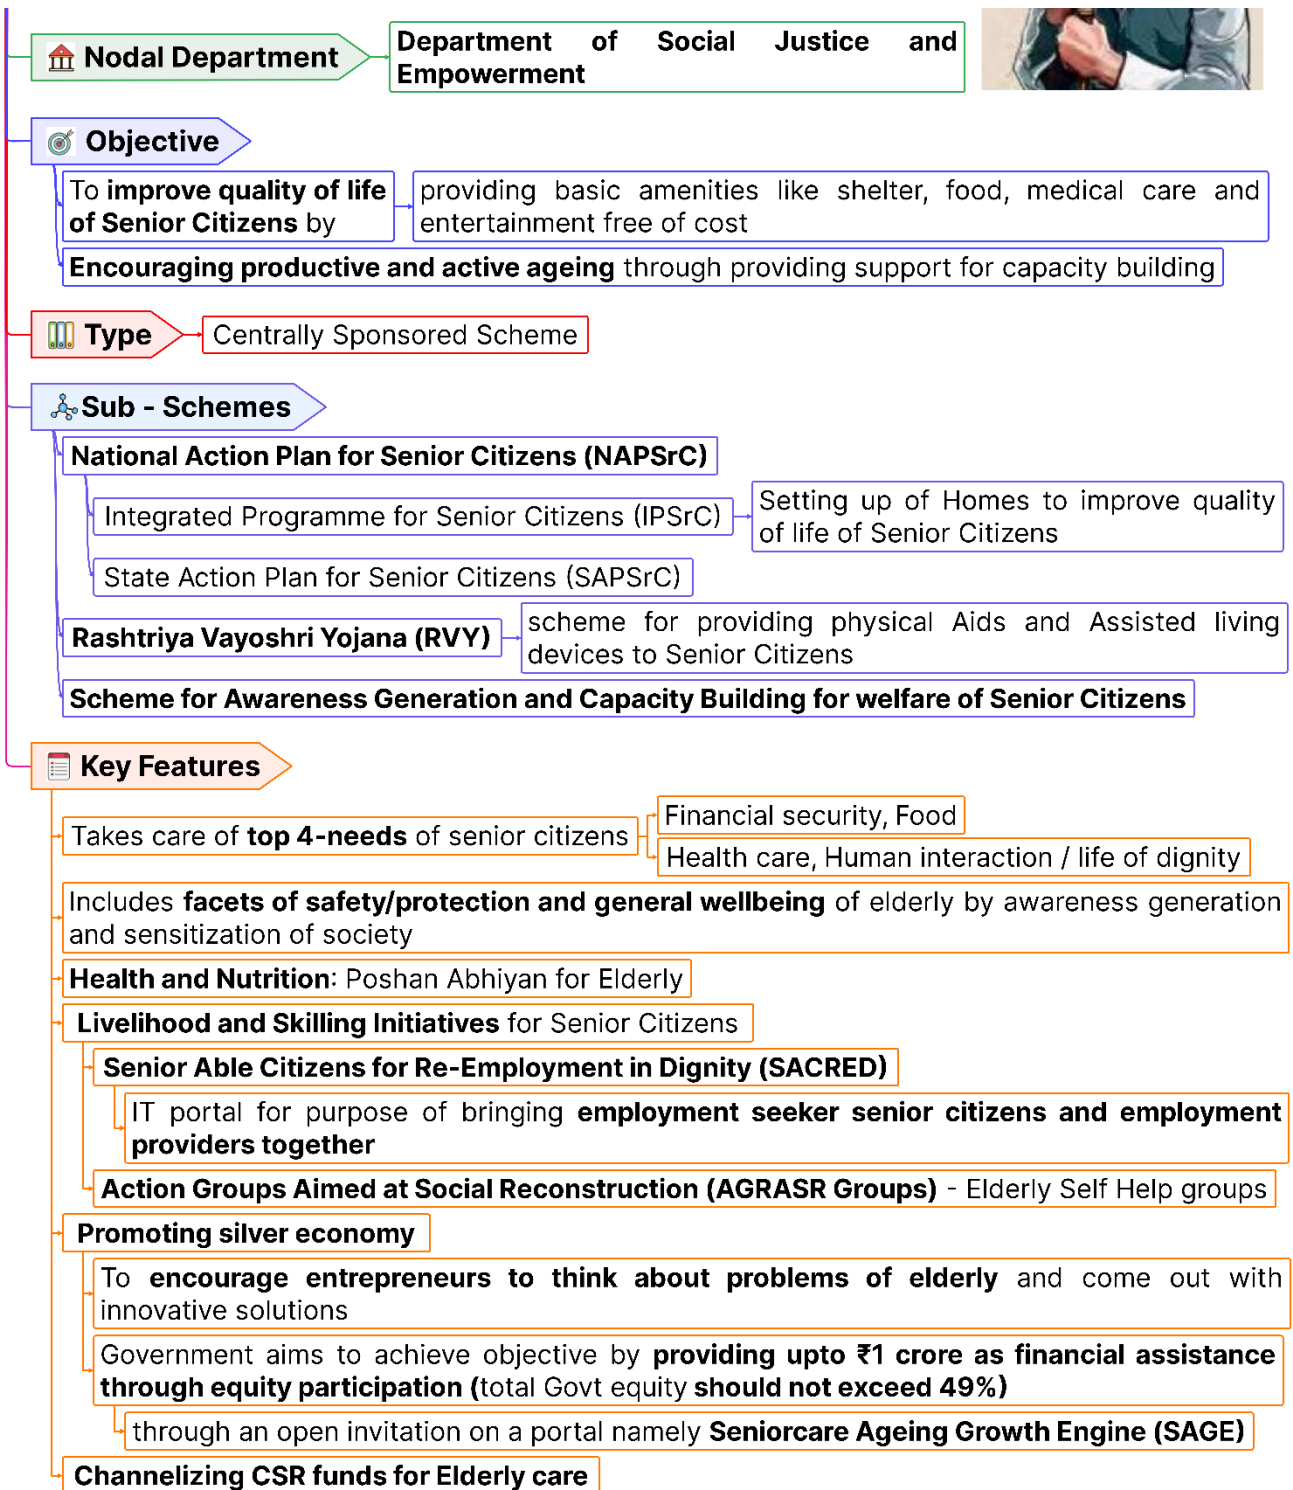 Nodal Department
Department of Social Justice and
Empowerment
Objective
To improve quality of life
of Senior Citizens by
providing basic amenities like shelter, food, medical care and
entertainment free of cost
Encouraging productive and active ageing through providing support for capacity building
Type
Centrally Sponsored Scheme
Sub - Schemes
National Action Plan for Senior Citizens (NAPSrC)
Integrated Programme for Senior Citizens (IPSrC)
Setting up of Homes to improve quality
of life of Senior Citizens
State Action Plan for Senior Citizens (SAPSrC)
Rashtriya Vayoshri Yojana (RVY)
scheme for providing physical Aids and Assisted living
devices to Senior Citizens
Scheme for Awareness Generation and Capacity Building for welfare of Senior Citizens
Key Features
Takes care of top 4-needs of senior citizens
Financial security, Food
Health care, Human interaction / life of dignity
Includes facets of safety/protection and general wellbeing of elderly by awareness generation
and sensitization of society
Health and Nutrition: Poshan Abhiyan for Elderly
Livelihood and Skilling Initiatives for Senior Citizens
Senior Able Citizens for Re-Employment in Dignity (SACRED)
IT portal for purpose of bringing employment seeker senior citizens and employment
providers together
Action Groups Aimed at Social Reconstruction (AGRASR Groups) - Elderly Self Help groups
Promoting silver economy
To encourage entrepreneurs to think about problems of elderly and come out with
innovative solutions
Government aims to achieve objective by providing upto ₹1 crore as financial assistance
through equity participation (total Govt equity should not exceed 49%)
through an open invitation on a portal namely Seniorcare Ageing Growth Engine (SAGE)
Channelizing CSR funds for Elderly care